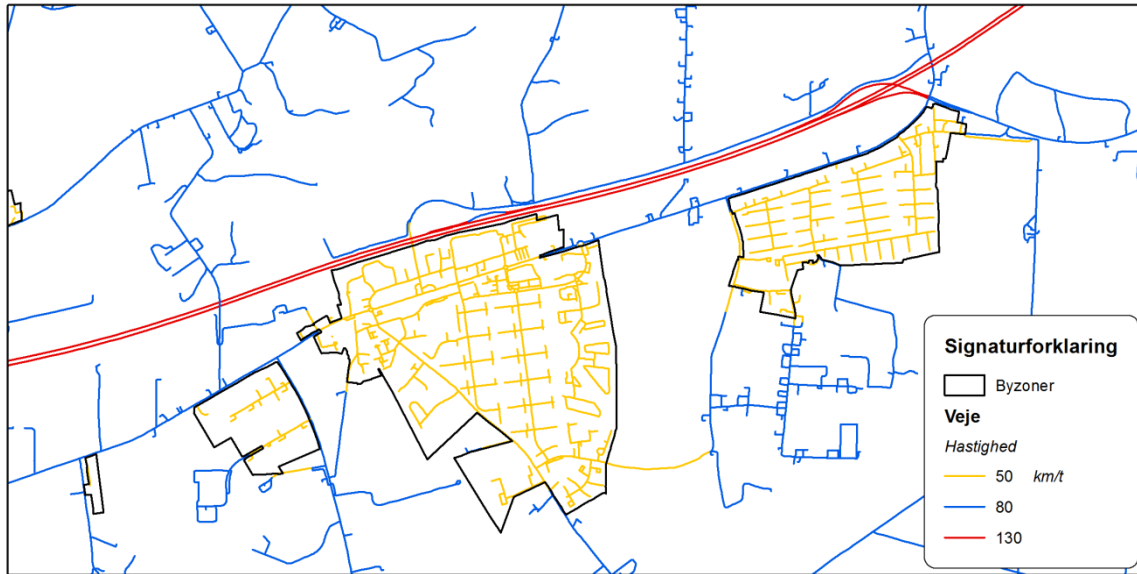 Signaturforklaring
Byzoner
Veje
Hastighed
50 km/t
80
130